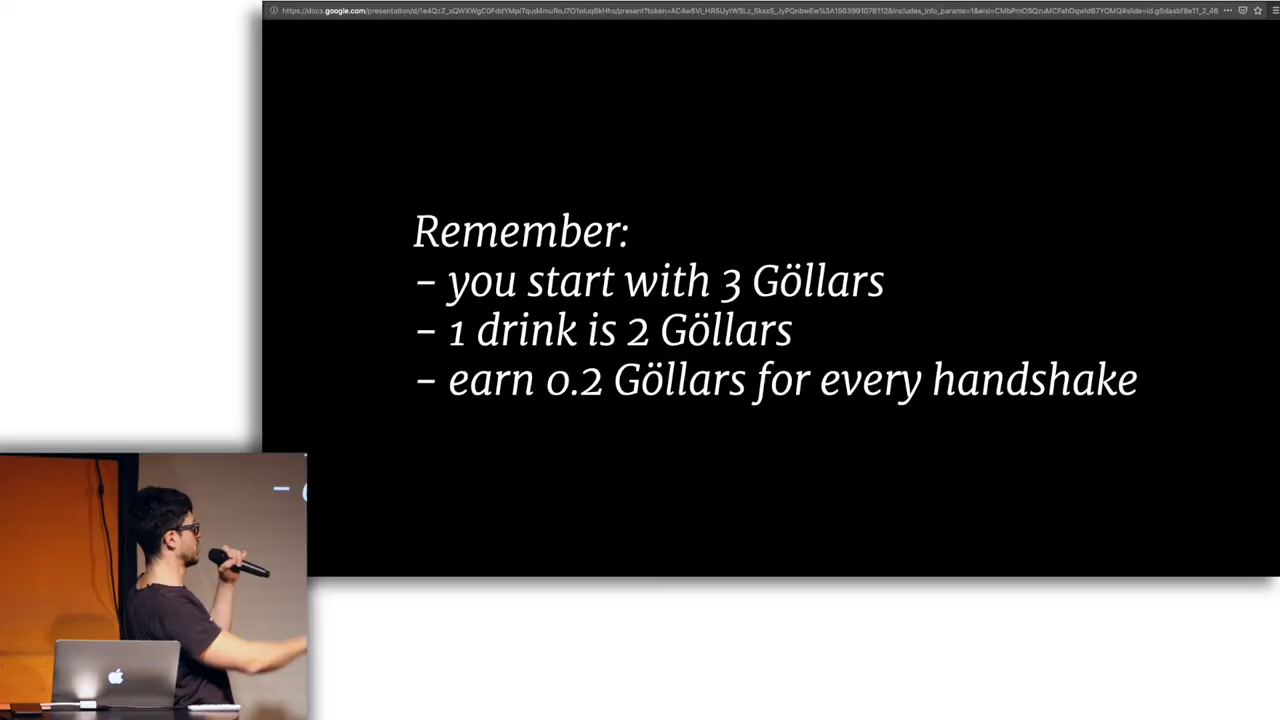 Remember:
- you start with 3 Göllars
- 1 drink is 2 Göllars
- earn 0.2 Göllars for every handshake